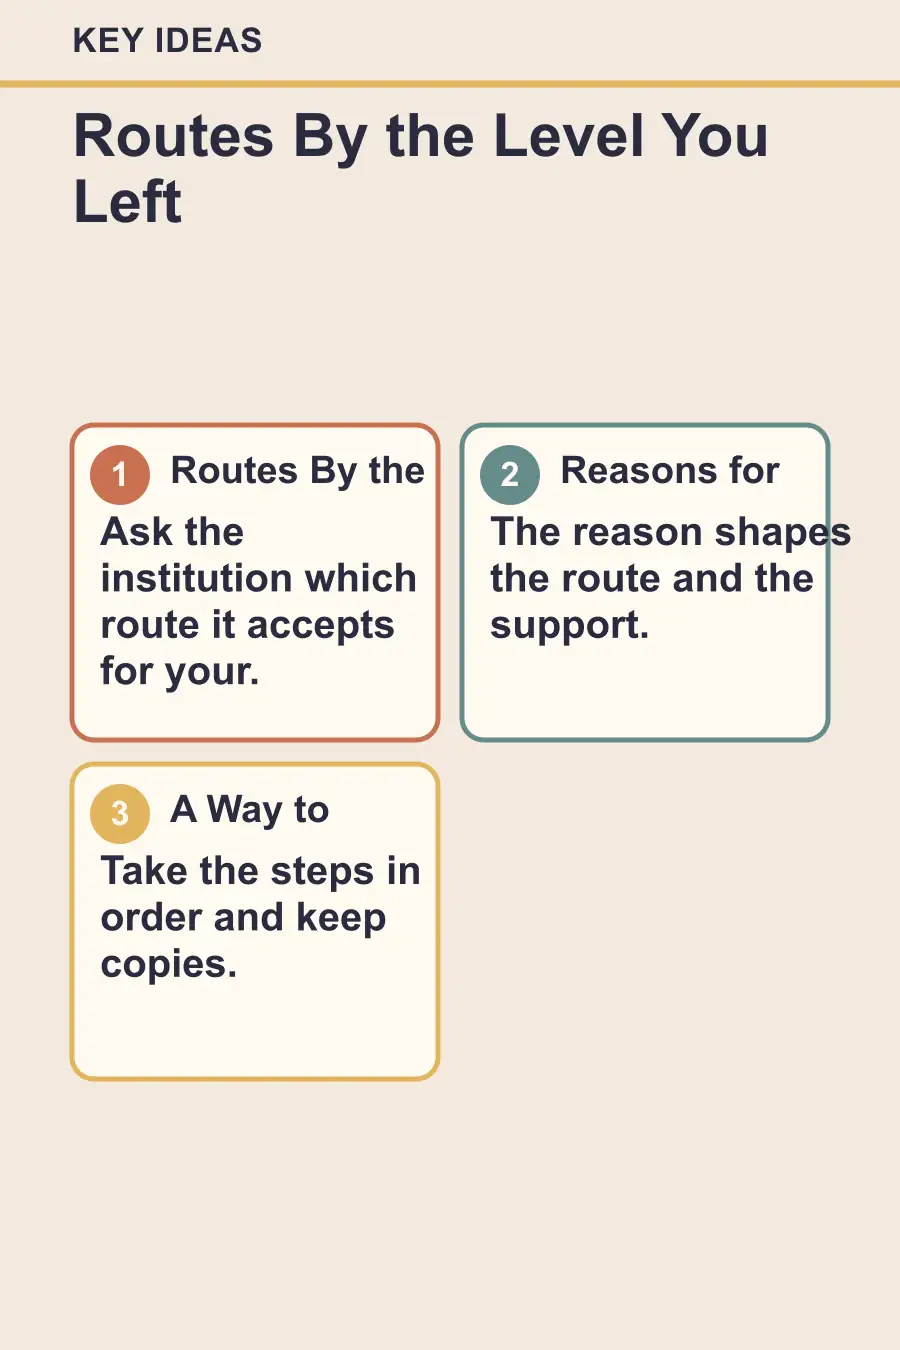 KEY IDEAS
Routes By the Level You
Left
1
Routes By the
Ask the
institution which
route it accepts
for your.
2
Reasons for
The reason shapes
the route and the
support.
3
A Way to
Take the steps in
order and keep
copies.